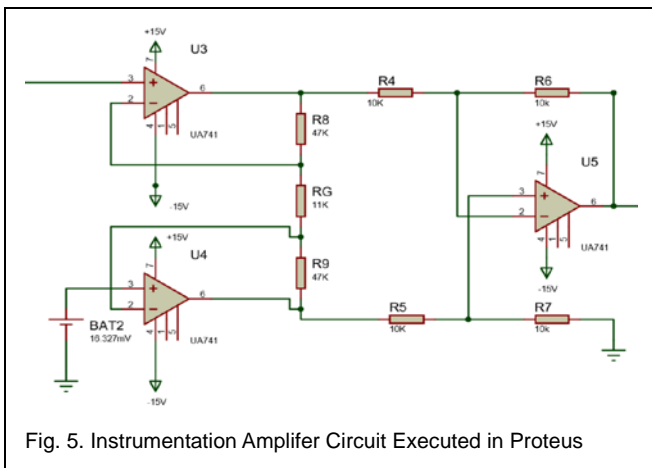 +15V
U3
7
3
6
2
4
1
5
UA741
-15V
R4
10K
R6
10k
R8
47K
RG
11K
+15V
U5
7
3
6
2
4
1
5
UA741
-15V
+15V
U4
7
3
6
2
4
1
5
UA741
-15V
R9
47K
BAT2
16.327mV
R5
10K
R7
10k
Fig. 5. Instrumentation Amplifer Circuit Executed in Proteus